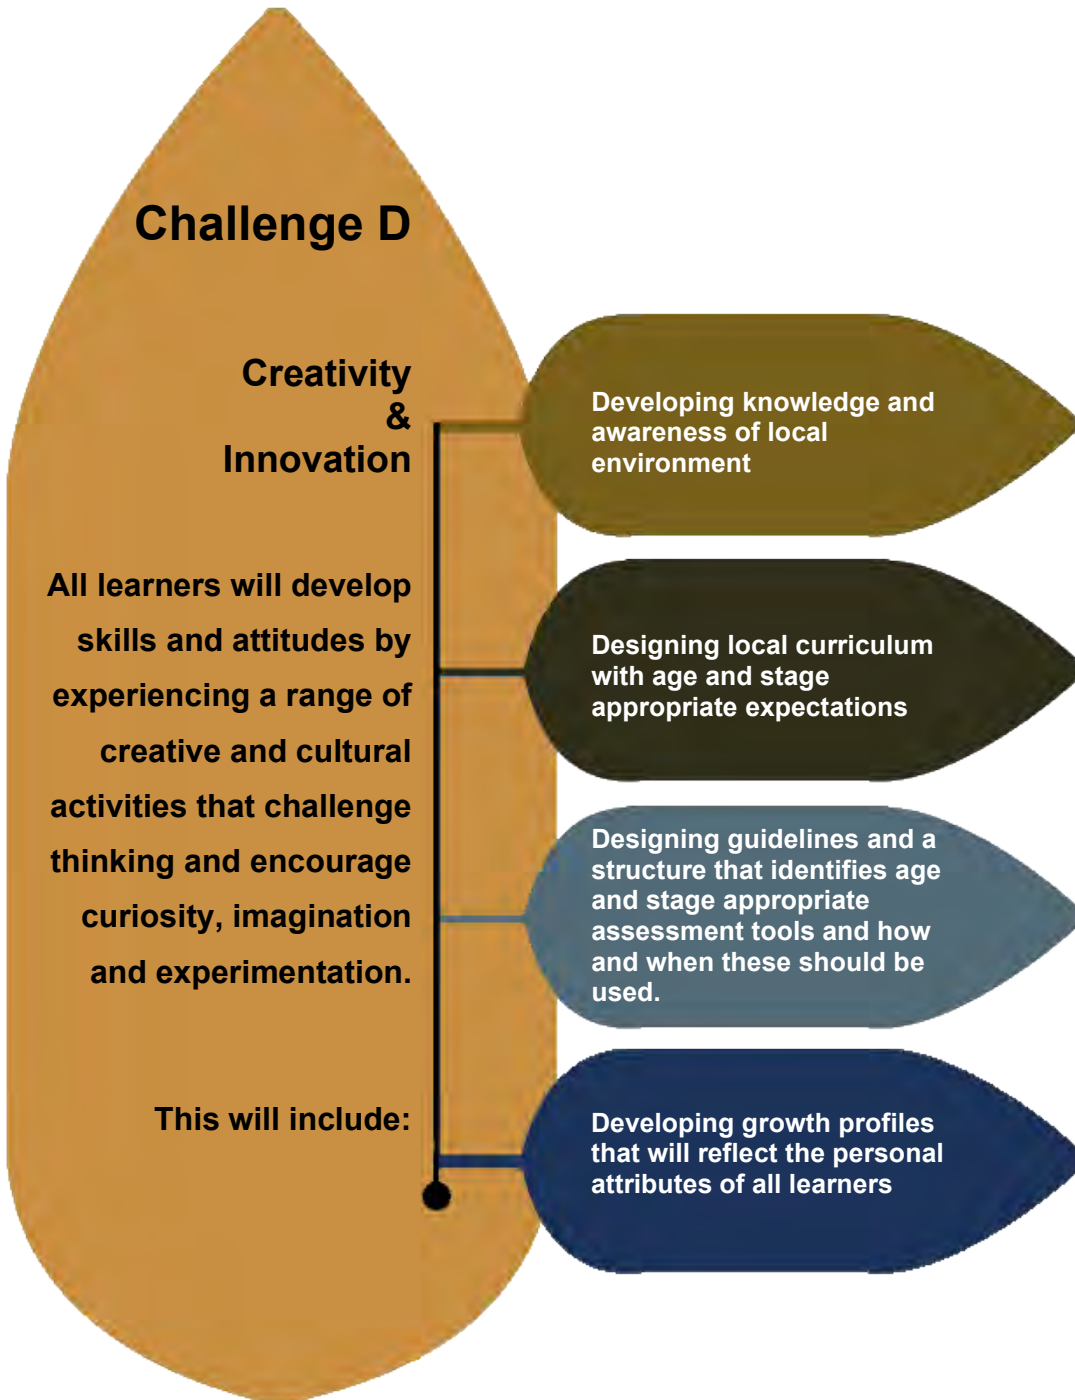 Challenge D
Creativity
&
Innovation
All learners will develop
skills and attitudes by
experiencing a range of
creative and cultural
activities that challenge
thinking and encourage
curiosity, imagination
and experimentation.
This will include:
Developing knowledge and
awareness of local
environment
Designing local curriculum
with age and stage
appropriate expectations
Designing guidelines and a
structure that identifies age
and stage appropriate
assessment tools and how
and when these should be
used.
Developing growth profiles
that will reflect the personal
attributes of all learners